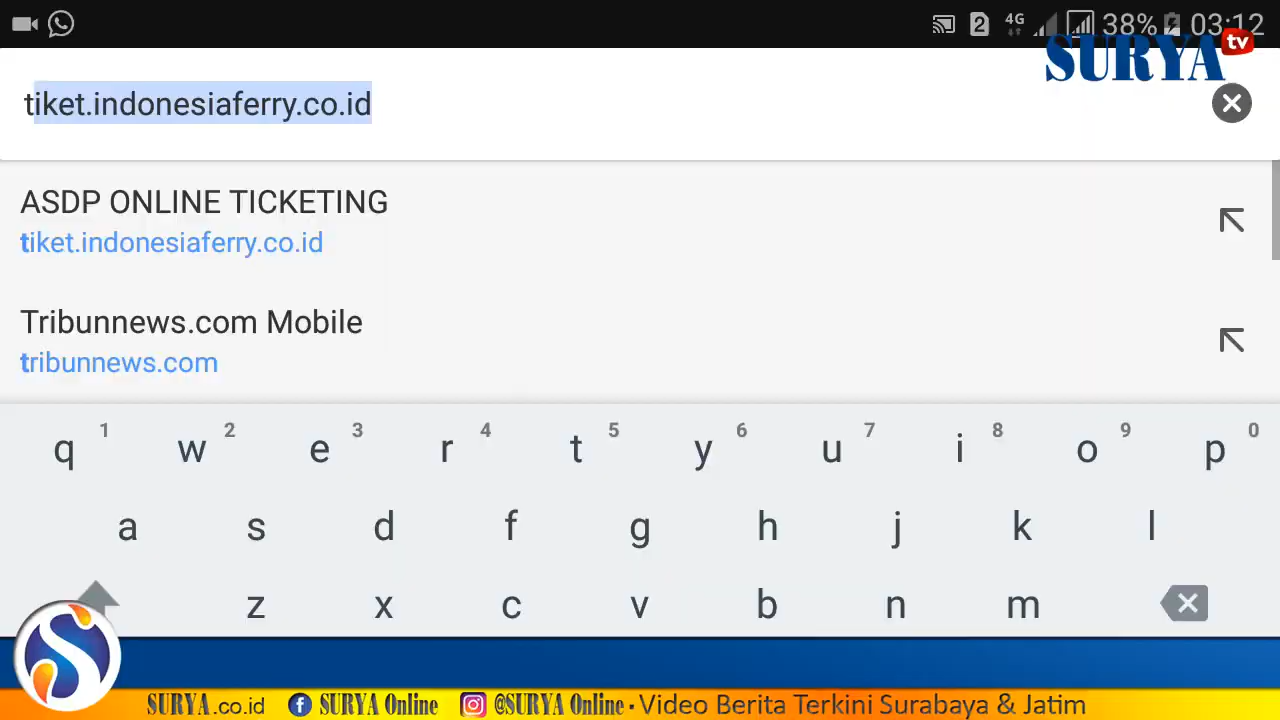 2 4G 38% 03:12
SURYA tv
tiket.indonesiaferry.co.id
ASDP ONLINE TICKETING
tiket.indonesiaferry.co.id
Tribunnews.com Mobile
tribunnews.com
q 1 w 2 e 3 r 4 t 5 y 6 u 7 i 8 o 9 p 0
a s d f g h j k l
z x c v b n m
SURYA.co.id f SURYA Online @SURYA Online • Video Berita Terkini Surabaya & Jatim